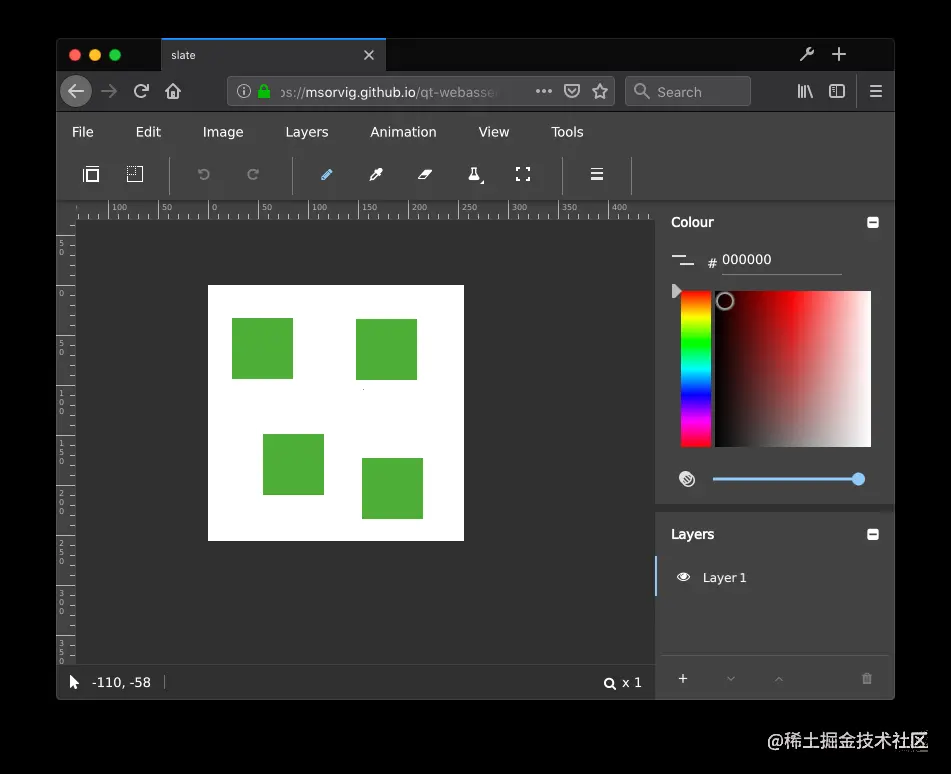 slate
ps://msorvig.github.io/qt-webasse
Search
File Edit Image Layers Animation View Tools
100 50 0 50 100 150 200 250 300 350 400
50
0
50
100
150
200
250
300
350
Colour
# 000000
Layers
Layer 1
-110, -58
x 1
@稀土掘金技术社区